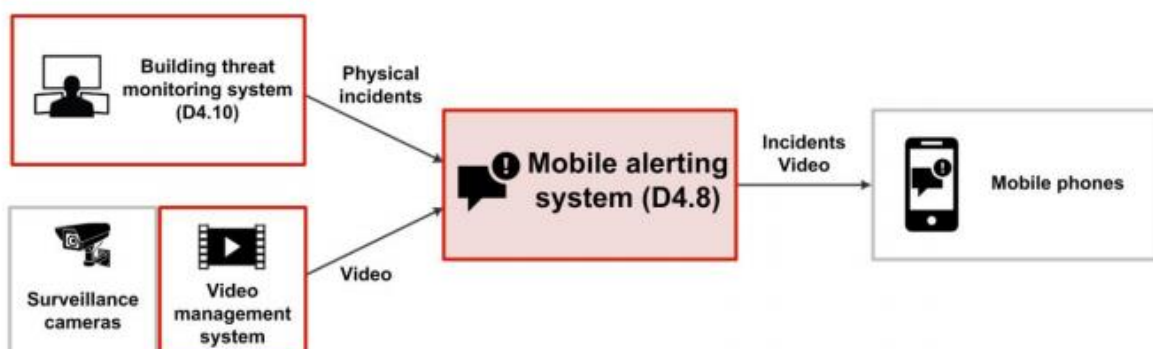 Building threat
monitoring system
(D4.10)
Physical
incidents
Mobile alerting
system (D4.8)
Incidents
Video
Mobile phones
Surveillance
cameras
Video
management
system
Video